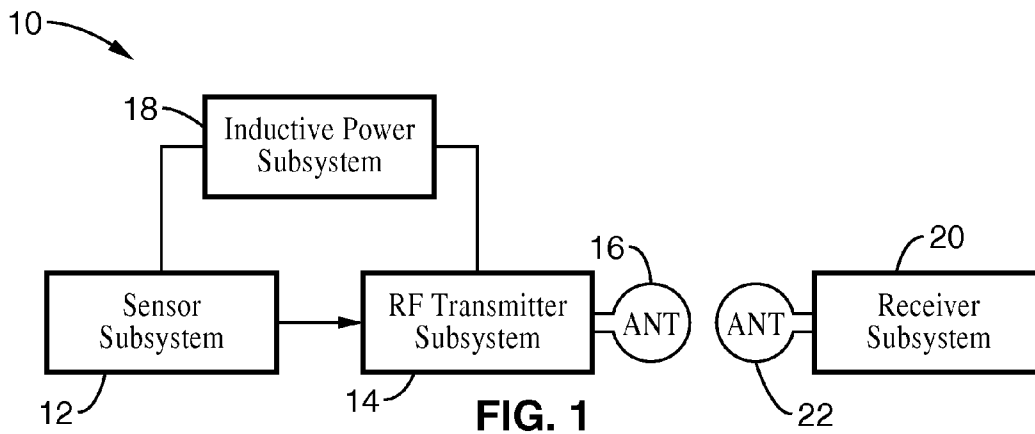 10
18
Inductive Power
Subsystem
16
20
Sensor
Subsystem
RF Transmitter
Subsystem
ANT
ANT
Receiver
Subsystem
12
14
22
FIG. 1